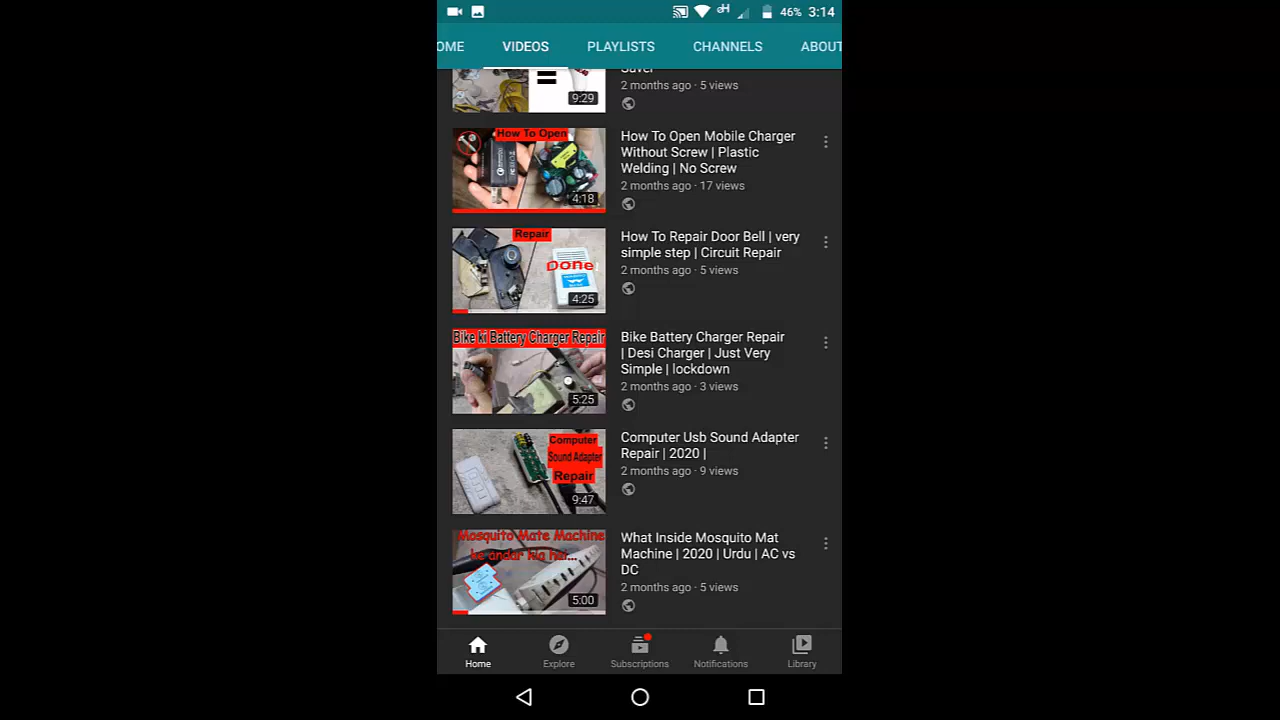 46% 3:14
OME VIDEOS PLAYLISTS CHANNELS ABOUT
Saver
2 months ago · 5 views
9:29
How To Open
4:18
How To Open Mobile Charger
Without Screw | Plastic
Welding | No Screw
2 months ago · 17 views
Repair
DOne
4:25
How To Repair Door Bell | very
simple step | Circuit Repair
2 months ago · 5 views
Bike ki Battery Charger Repair
5:25
Bike Battery Charger Repair
| Desi Charger | Just Very
Simple | lockdown
2 months ago · 3 views
Computer
Sound Adapter
Repair
9:47
Computer Usb Sound Adapter
Repair | 2020 |
2 months ago · 9 views
Mosquito Mate Machine
ke andar kia hai...
5:00
What Inside Mosquito Mat
Machine | 2020 | Urdu | AC vs
DC
2 months ago · 5 views
Home Explore Subscriptions Notifications Library